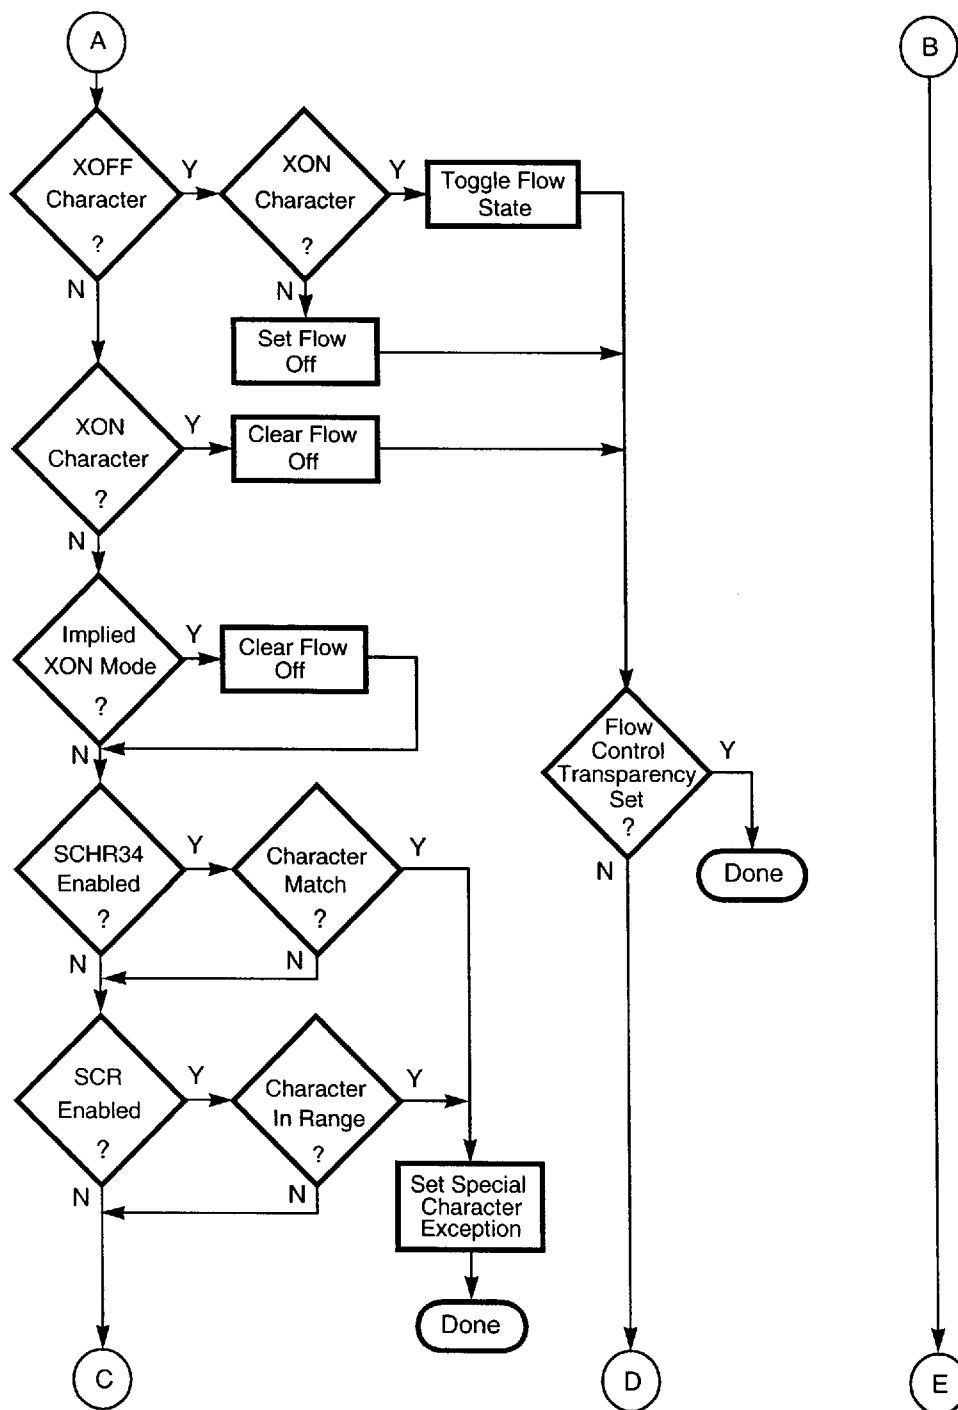 A
B
XOFF
Character
?
Y
XON
Character
?
Y
Toggle Flow
State
N
N
Set Flow
Off
XON
Character
?
Y
Clear Flow
Off
N
Implied
XON Mode
?
Y
Clear Flow
Off
N
Flow
Control
Transparency
Set
?
Y
Done
N
SCHR34
Enabled
?
Y
Character
Match
?
Y
N
N
SCR
Enabled
?
Y
Character
In Range
?
Y
N
N
Set Special
Character
Exception
Done
C
D
E